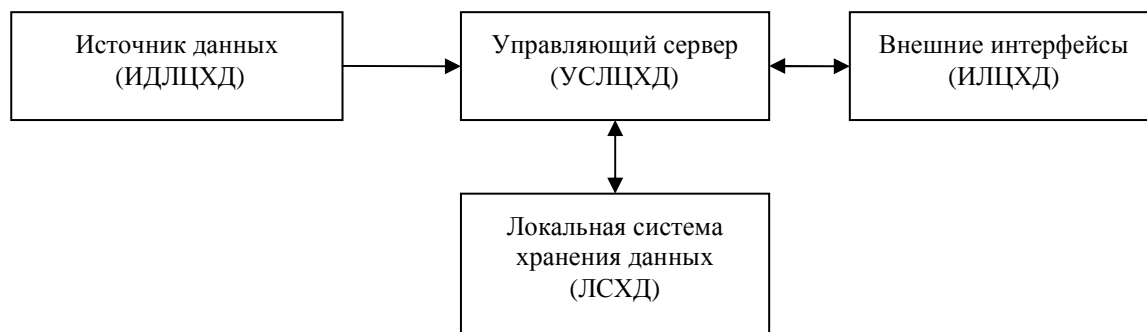 Источник данных
(ИДЛЦХД)
Управляющий сервер
(УСЛЦХД)
Внешние интерфейсы
(ИЛЦХД)
Локальная система
хранения данных
(ЛСХД)